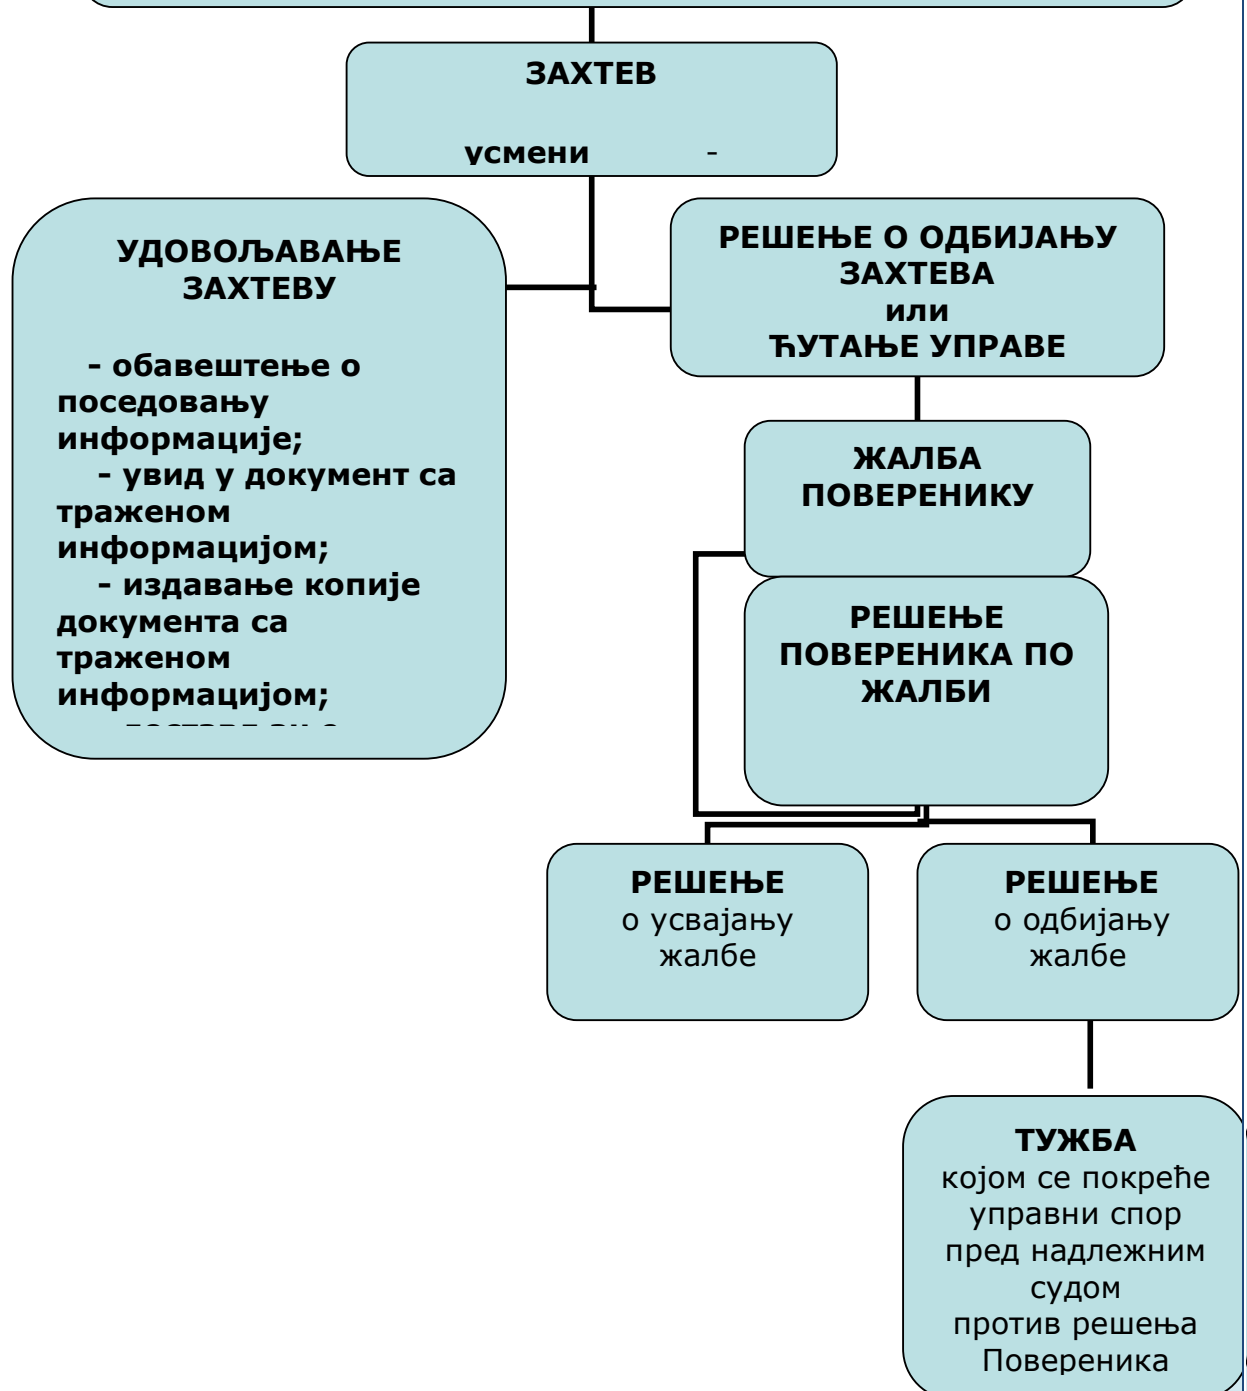 ЗАХТЕВ
усмени -
УДОВОЉАВАЊЕ
ЗАХТЕВУ
- обавештење о
поседовању
информације;
- увид у документ са
траженом
информацијом;
- издавање копије
документа са
траженом
информацијом;
РЕШЕЊЕ О ОДБИЈАЊУ
ЗАХТЕВА
или
ЋУТАЊЕ УПРАВЕ
ЖАЛБА
ПОВЕРЕНИКУ
РЕШЕЊЕ
ПОВЕРЕНИКА ПО
ЖАЛБИ
РЕШЕЊЕ
о усвајању
жалбе
РЕШЕЊЕ
о одбијању
жалбе
ТУЖБА
којом се покреће
управни спор
пред надлежним
судом
против решења
Повереника